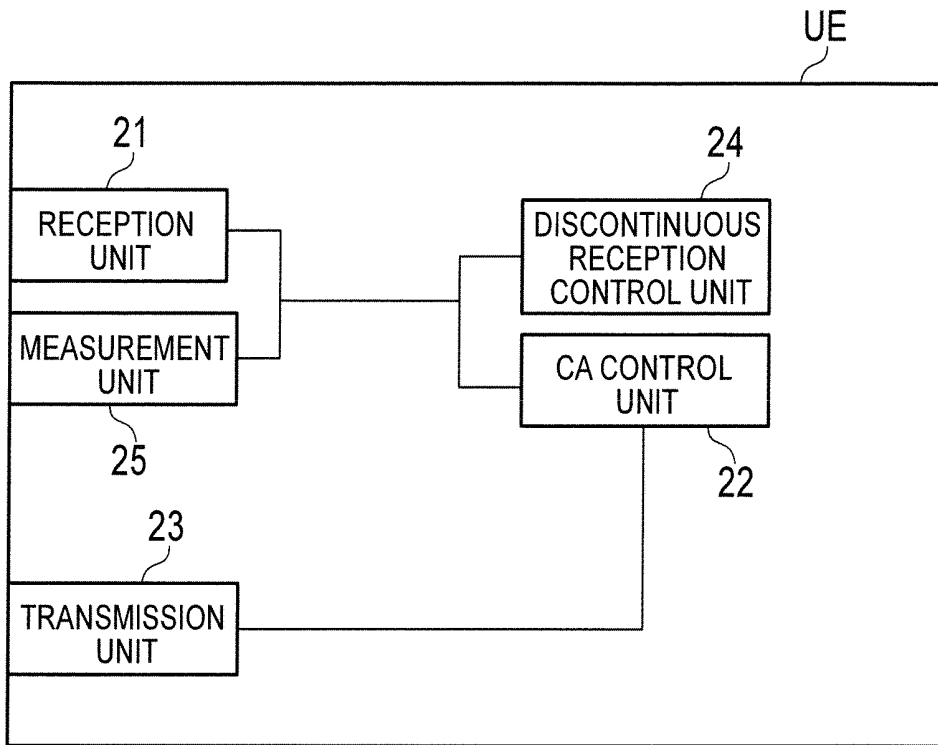 UE
21
RECEPTION
UNIT
24
DISCONTINUOUS
RECEPTION
CONTROL UNIT
MEASUREMENT
UNIT
25
CA CONTROL
UNIT
22
23
TRANSMISSION
UNIT